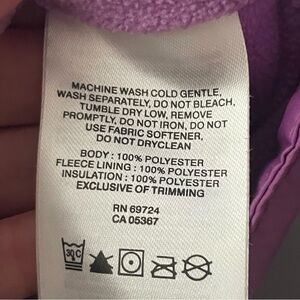 MACHINE WASH COLD GENTLE,
WASH SEPARATELY, DO NOT BLEACH,
TUMBLE DRY LOW, REMOVE
PROMPTLY, DO NOT IRON, DO NOT
USE FABRIC SOFTENER,
DO NOT DRYCLEAN
BODY : 100% POLYESTER
FLEECE LINING : 100% POLYESTER
INSULATION : 100% POLYESTER
EXCLUSIVE OF TRIMMING
RN 69724
CA 05367
30°C